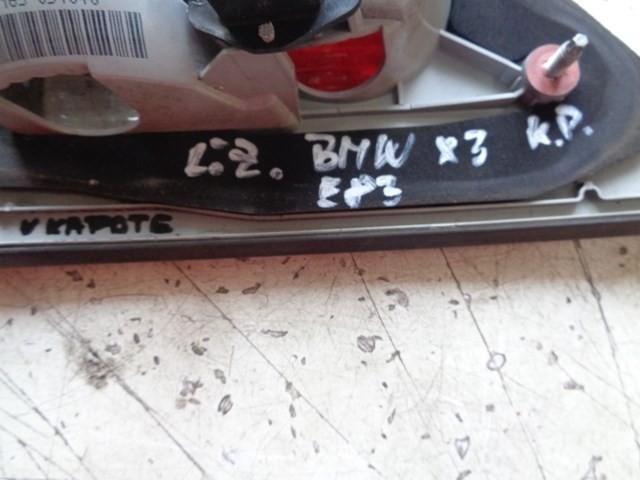 L.Z. BMW X3 K.P.
E83
V KAPOTE